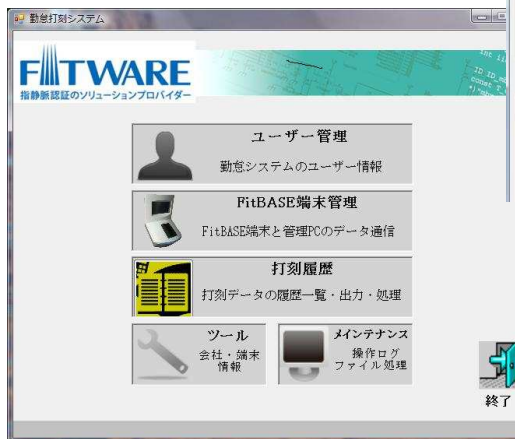 勤怠打刻システム
FITWARE
指静脈認証のソリューションプロバイダー
ユーザー管理
勤怠システムのユーザー情報
FitBASE端末管理
FitBASE端末と管理PCのデータ通信
打刻履歴
打刻データの履歴一覧・出力・処理
ツール
会社・端末
情報
メインテナンス
操作ログ
ファイル処理
終了